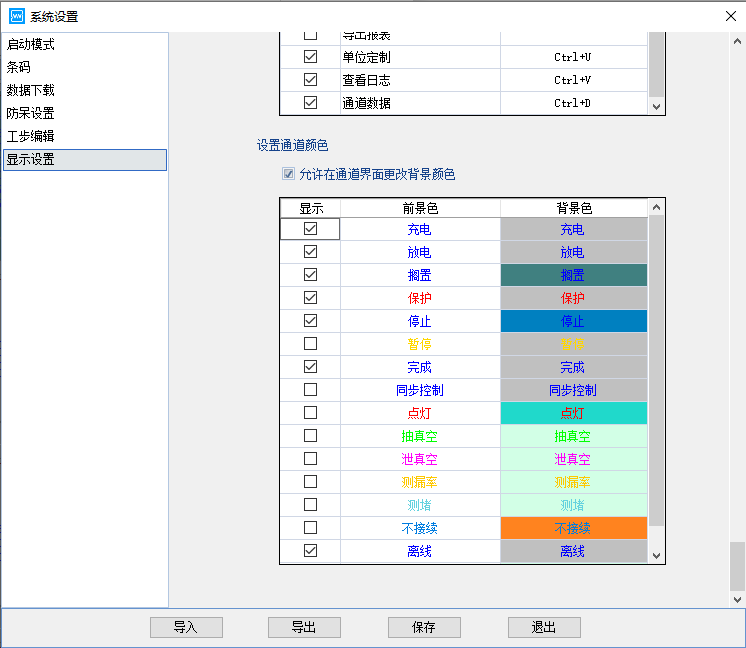 系统设置
启动模式
条码
数据下载
防呆设置
工步编辑
显示设置
导出报表
单位定制 Ctrl+U
查看日志 Ctrl+V
通道数据 Ctrl+D
设置通道颜色
允许在通道界面更改背景颜色
显示 前景色 背景色
充电 充电
放电 放电
搁置 搁置
保护 保护
停止 停止
暂停 暂停
完成 完成
同步控制 同步控制
点灯 点灯
抽真空 抽真空
泄真空 泄真空
测漏率 测漏率
测堵 测堵
不接续 不接续
离线 离线
导入 导出 保存 退出